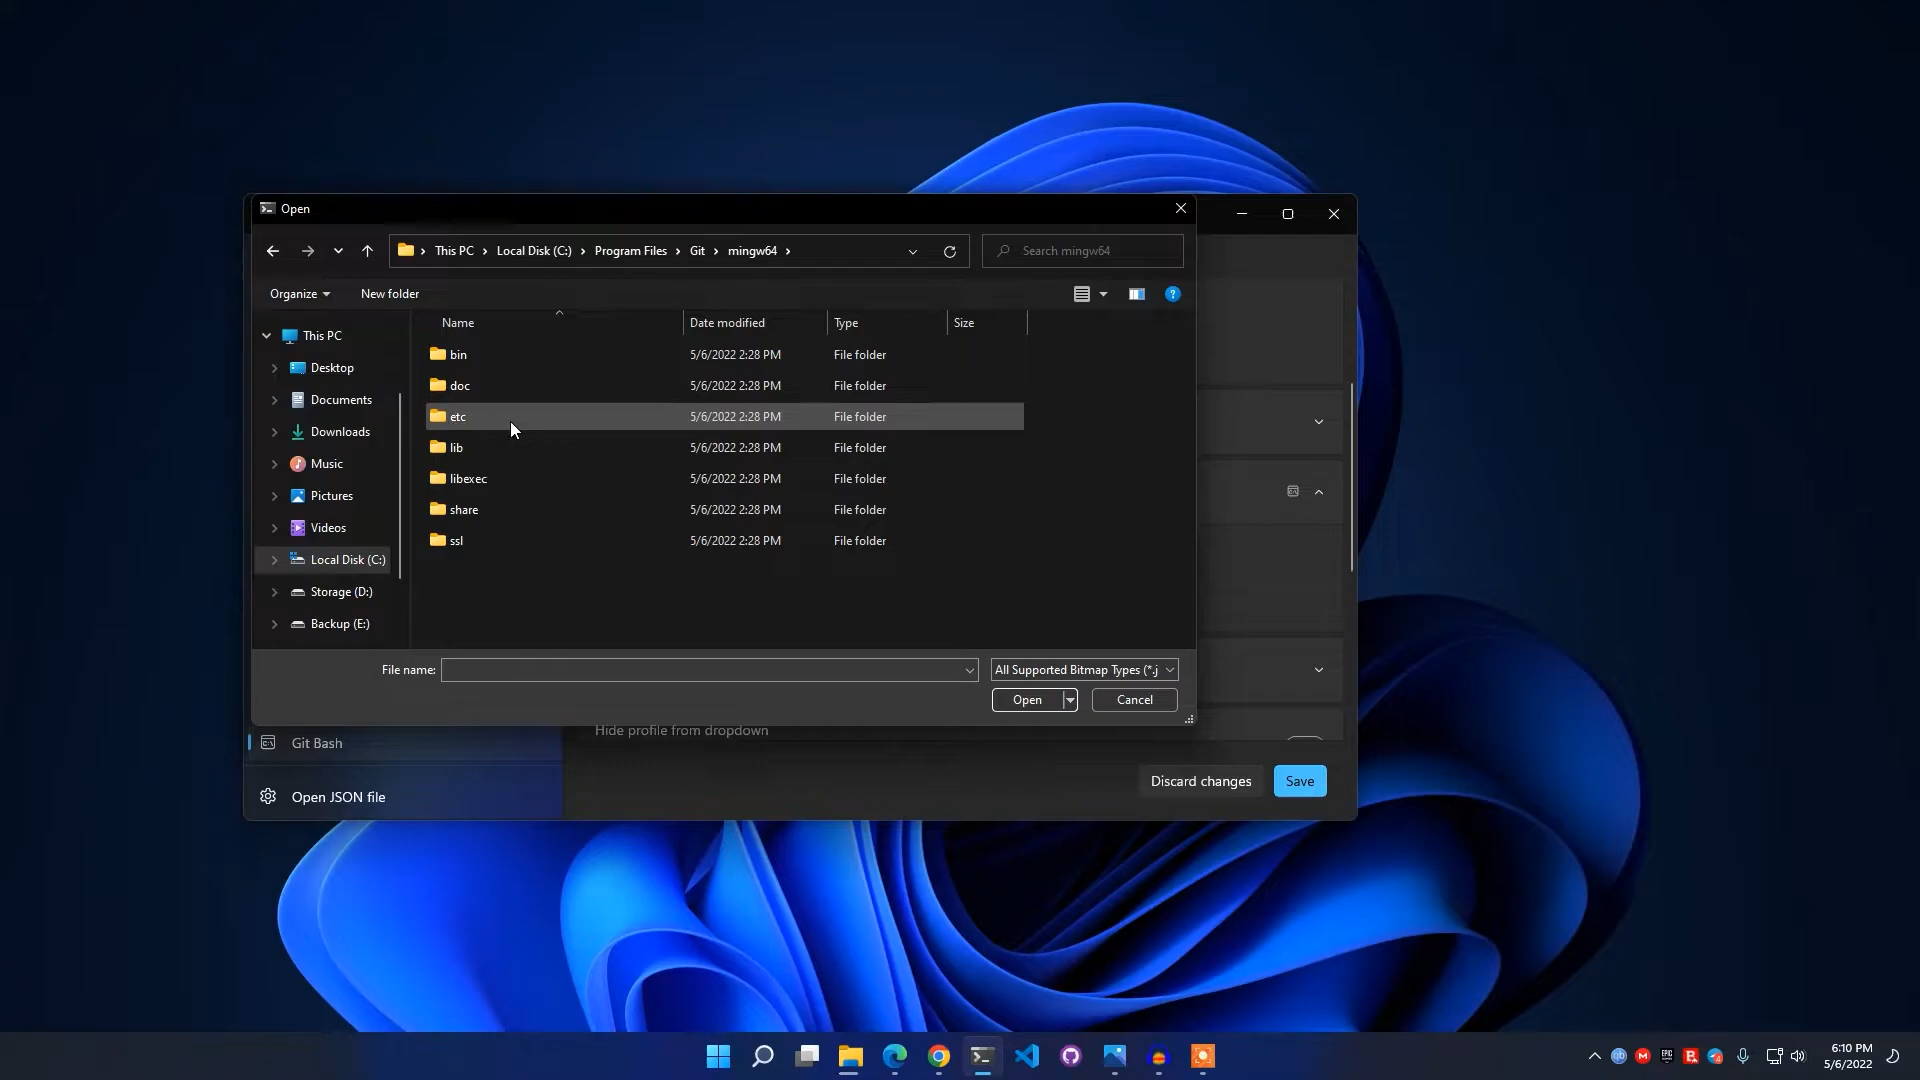 Open
This PC
Local Disk (C:)
Program Files
Git
mingw64
Search mingw64
Organize
New folder
Name
Date modified
Type
Size
This PC
Desktop
Documents
Downloads
Music
Pictures
Videos
Local Disk (C:)
Storage (D:)
Backup (E:)
bin 5/6/2022 2:28 PM File folder
doc 5/6/2022 2:28 PM File folder
etc 5/6/2022 2:28 PM File folder
lib 5/6/2022 2:28 PM File folder
libexec 5/6/2022 2:28 PM File folder
share 5/6/2022 2:28 PM File folder
ssl 5/6/2022 2:28 PM File folder
File name:
All Supported Bitmap Types (*.j
Open
Cancel
Hide profile from dropdown
Git Bash
Discard changes
Save
Open JSON file
6:10 PM
5/6/2022